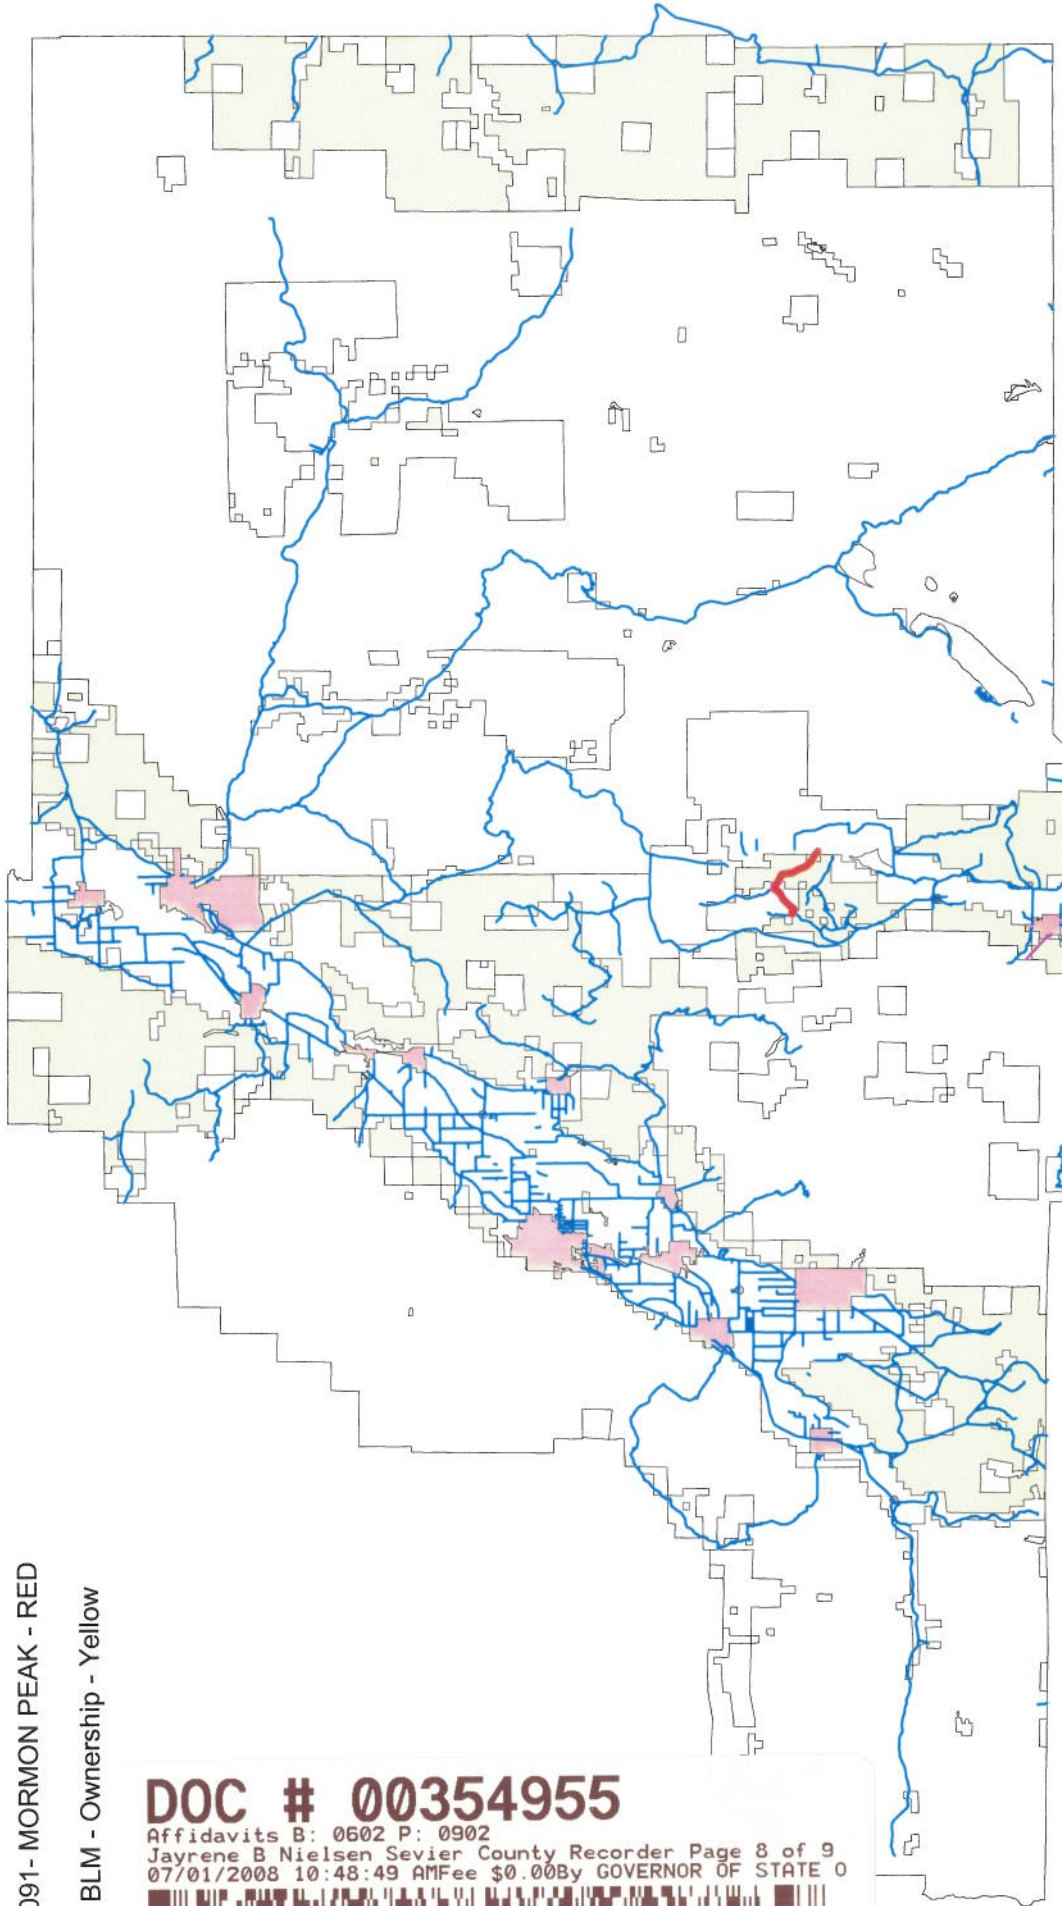 091- MORMON PEAK - RED
BLM - Ownership - Yellow
DOC # 00354955
Affidavits B: 0602 P: 0902
Jayrene B Nielsen Sevier County Recorder Page 8 of 9
07/01/2008 10:48:49 AMFee $0.00By GOVERNOR OF STATE O